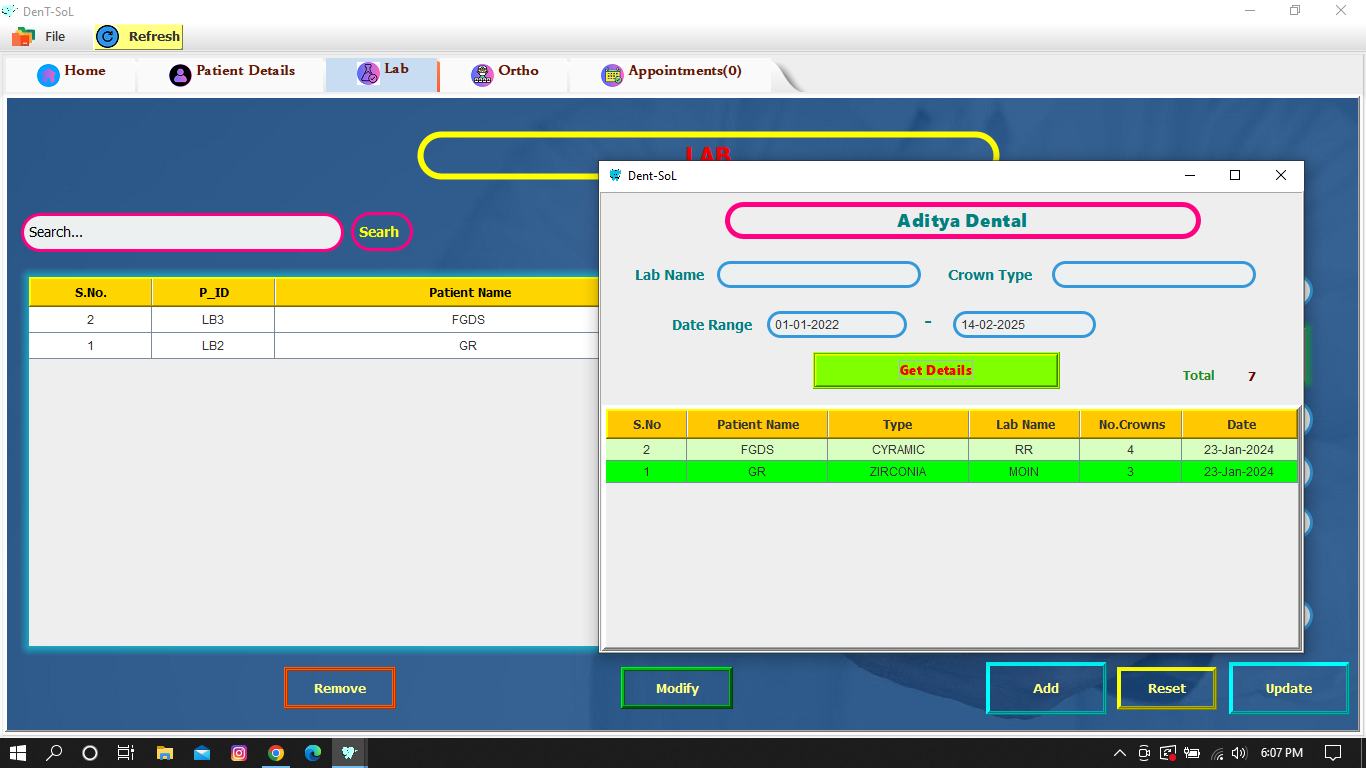 DenT-SoL
File Refresh
Home Patient Details Lab Ortho Appointments(0)
LAB
Dent-SoL
Aditya Dental
Search... Searh
Lab Name Crown Type
Date Range 01-01-2022 - 14-02-2025
Get Details
Total 7
S.No. P_ID Patient Name
2 LB3 FGDS
1 LB2 GR
S.No Patient Name Type Lab Name No.Crowns Date
2 FGDS CYRAMIC RR 4 23-Jan-2024
1 GR ZIRCONIA MOIN 3 23-Jan-2024
Remove Modify Add Reset Update
6:07 PM